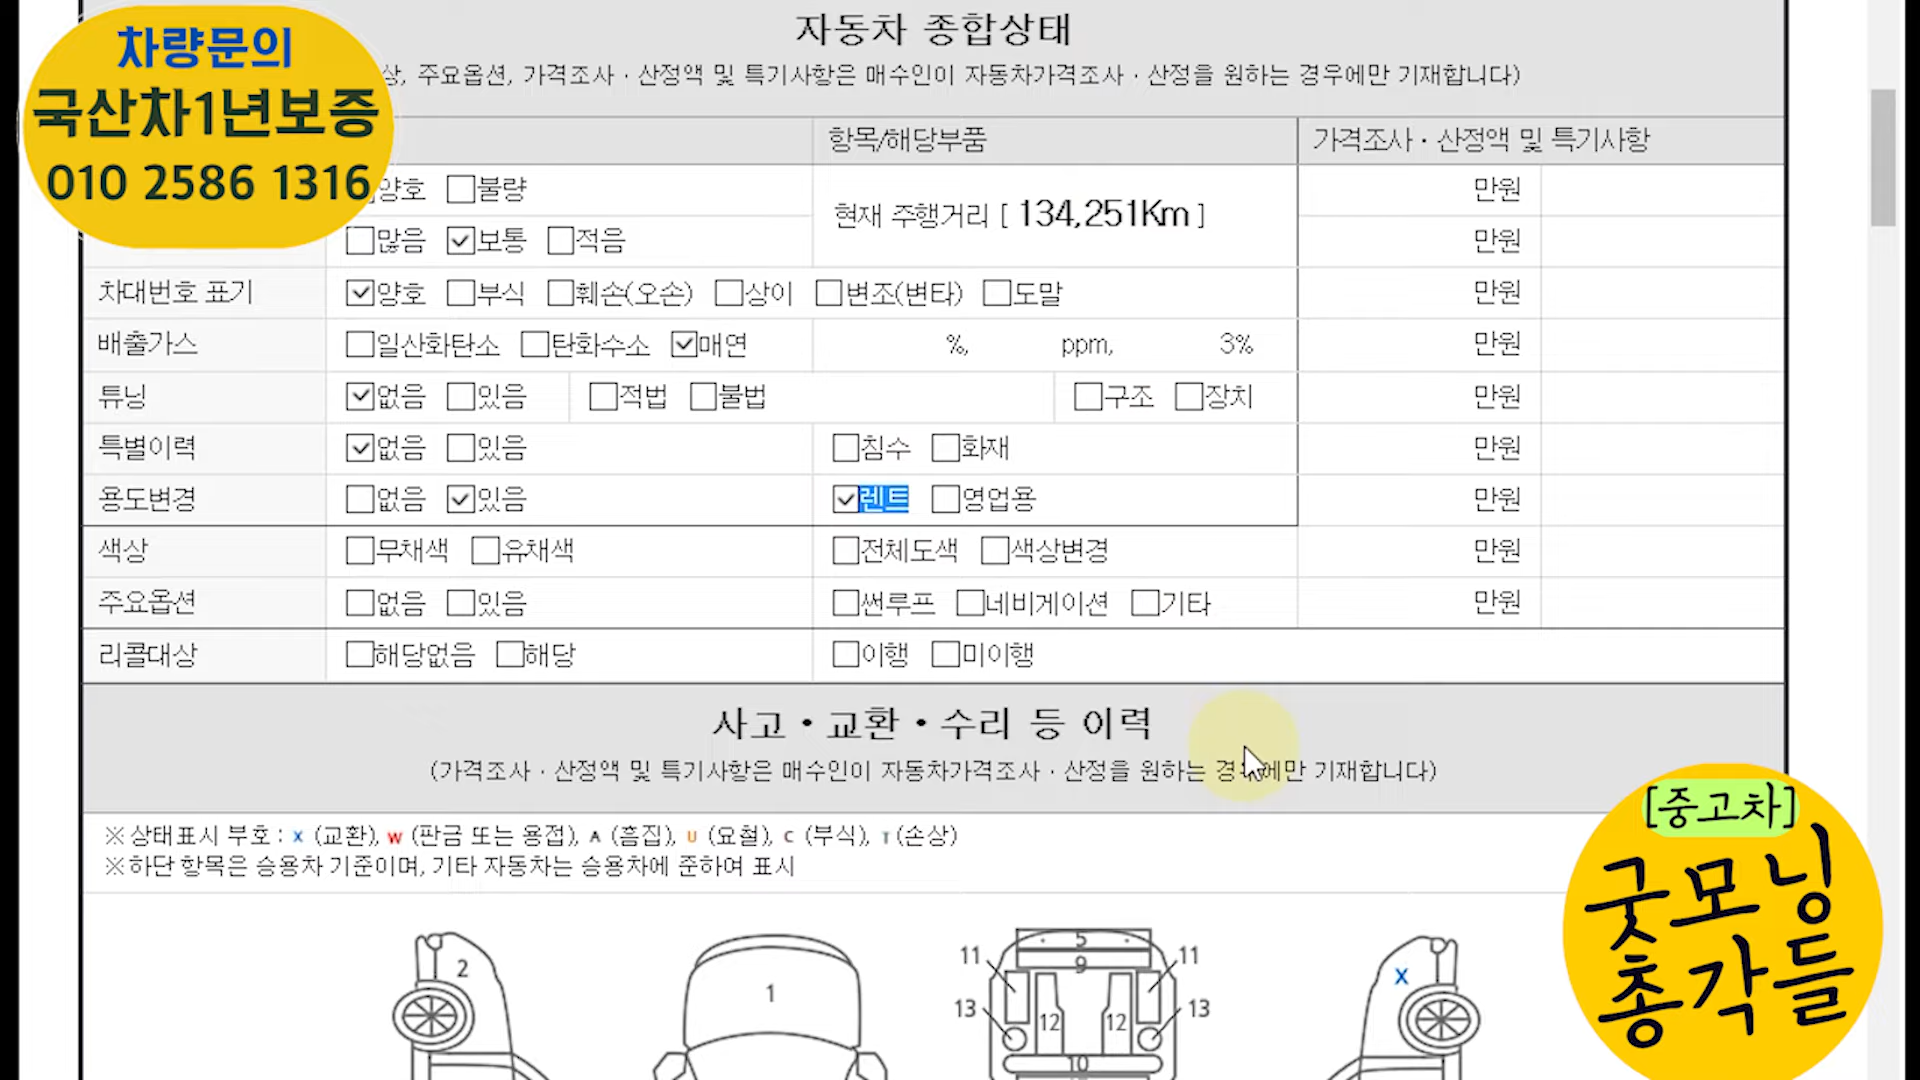 차량문의
국산차1년보증
010 2586 1316
자동차 종합상태
상, 주요옵션, 가격조사 · 산정액 및 특기사항은 매수인이 자동차가격조사 · 산정을 원하는 경우에만 기재합니다)
항목/해당부품 가격조사 · 산정액 및 특기사항
양호 불량 만원
현재 주행거리 [ 134,251Km ]
많음 보통 적음 만원
차대번호 표기 양호 부식 훼손(오손) 상이 변조(변타) 도말 만원
배출가스 일산화탄소 탄화수소 매연 %, ppm, 3% 만원
튜닝 없음 있음 적법 불법 구조 장치 만원
특별이력 없음 있음 침수 화재 만원
용도변경 없음 있음 렌트 영업용 만원
색상 무채색 유채색 전체도색 색상변경 만원
주요옵션 없음 있음 썬루프 네비게이션 기타 만원
리콜대상 해당없음 해당 이행 미이행
사고 • 교환 • 수리 등 이력
(가격조사 · 산정액 및 특기사항은 매수인이 자동차가격조사 · 산정을 원하는 경우에만 기재합니다)
※ 상태표시 부호 : X (교환), W (판금 또는 용접), A (흠집), U (요철), C (부식), T (손상)
※ 하단 항목은 승용차 기준이며, 기타 자동차는 승용차에 준하여 표시
2
1
5
9
11 11
13 13
12 12
10
X
[중고차]
굿모닝
총각들